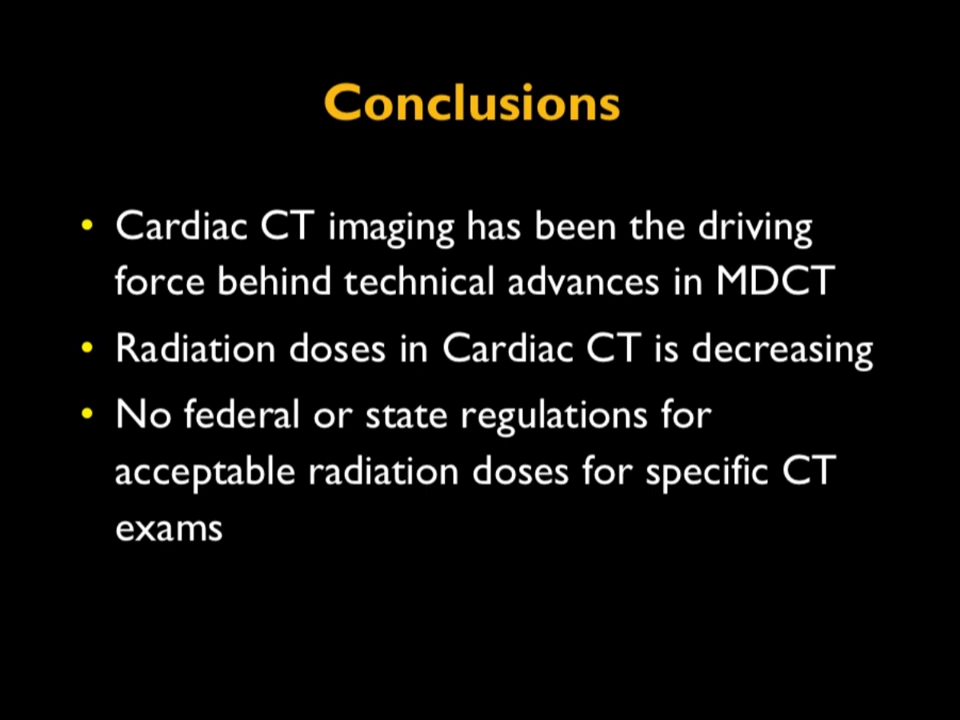 Conclusions
• Cardiac CT imaging has been the driving
force behind technical advances in MDCT
• Radiation doses in Cardiac CT is decreasing
• No federal or state regulations for
acceptable radiation doses for specific CT
exams